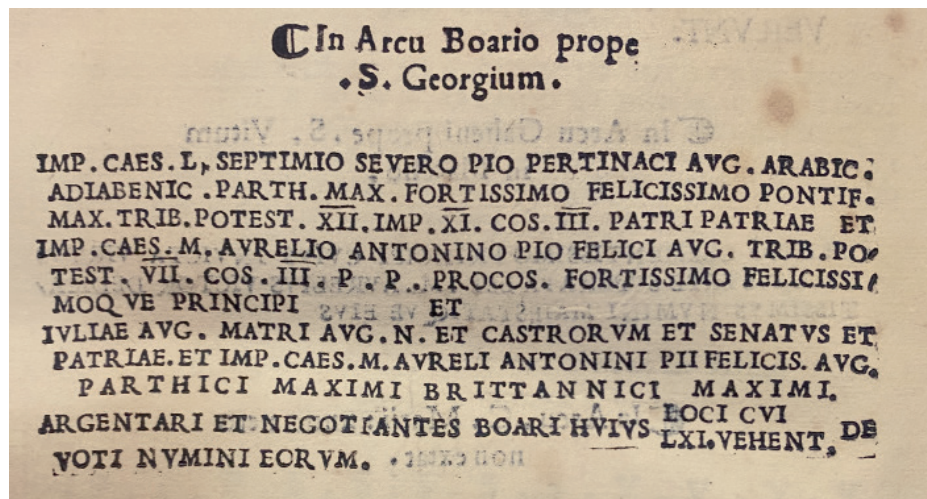 ℃In Arcu Boario prope
.S. Georgium.
IMP. CAES. L, SEPTIMIO SEVERO PIO PERTINACI AVG. ARABIC.
ADIABENIC .PARTH. MAX. FORTISSIMO FELICISSIMO PONTIF.
MAX. TRIB. POTEST. XII. IMP. XI. COS. III. PATRI PATRIAE ET
IMP. CAES. M. AVRELIO ANTONINO PIO FELICI AVG. TRIB. PO/
TEST. VII. COS. III. P. P. PROCOS. FORTISSIMO FELICISSI/
MOQVE PRINCIPI ET
IVLIAE AVG. MATRI AVG. N. ET CASTRORVM ET SENATVS ET
PATRIAE. ET IMP. CAES. M. AVRELI ANTONINI PII FELICIS. AVG.
PARTHICI MAXIMI BRITTANNICI MAXIMI.
ARGENTARI ET NEGOTIANTES BOARI HVIVS LOCI CVI
LXI. VEHENT. DE
VOTI NVMINI EORVM.